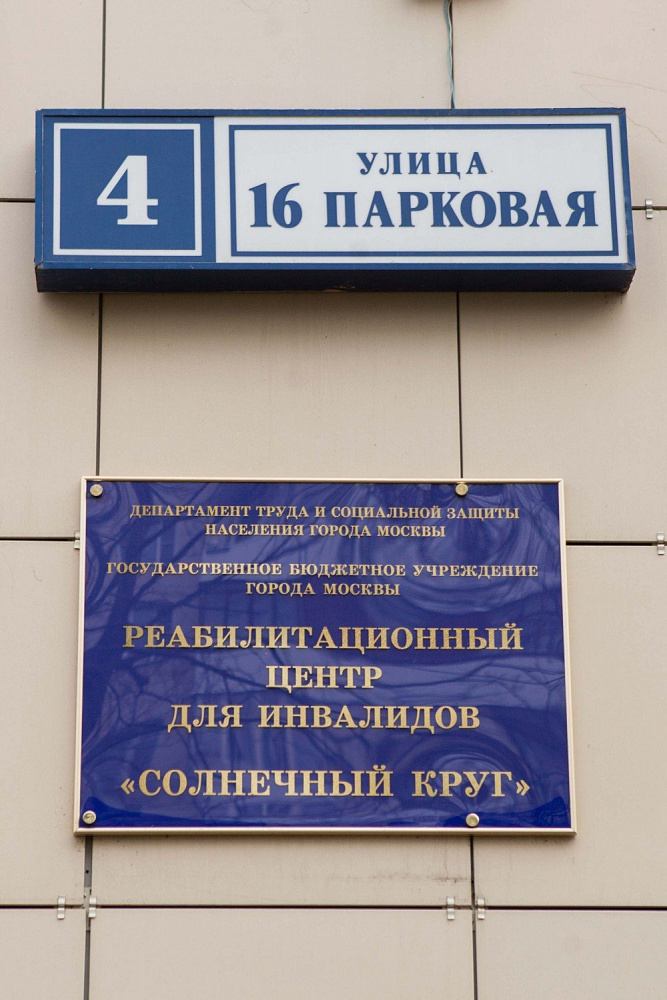 4
УЛИЦА
16 ПАРКОВАЯ
ДЕПАРТАМЕНТ ТРУДА И СОЦИАЛЬНОЙ ЗАЩИТЫ
НАСЕЛЕНИЯ ГОРОДА МОСКВЫ
ГОСУДАРСТВЕННОЕ БЮДЖЕТНОЕ УЧРЕЖДЕНИЕ
ГОРОДА МОСКВЫ
РЕАБИЛИТАЦИОННЫЙ
ЦЕНТР
ДЛЯ ИНВАЛИДОВ
«СОЛНЕЧНЫЙ КРУГ»